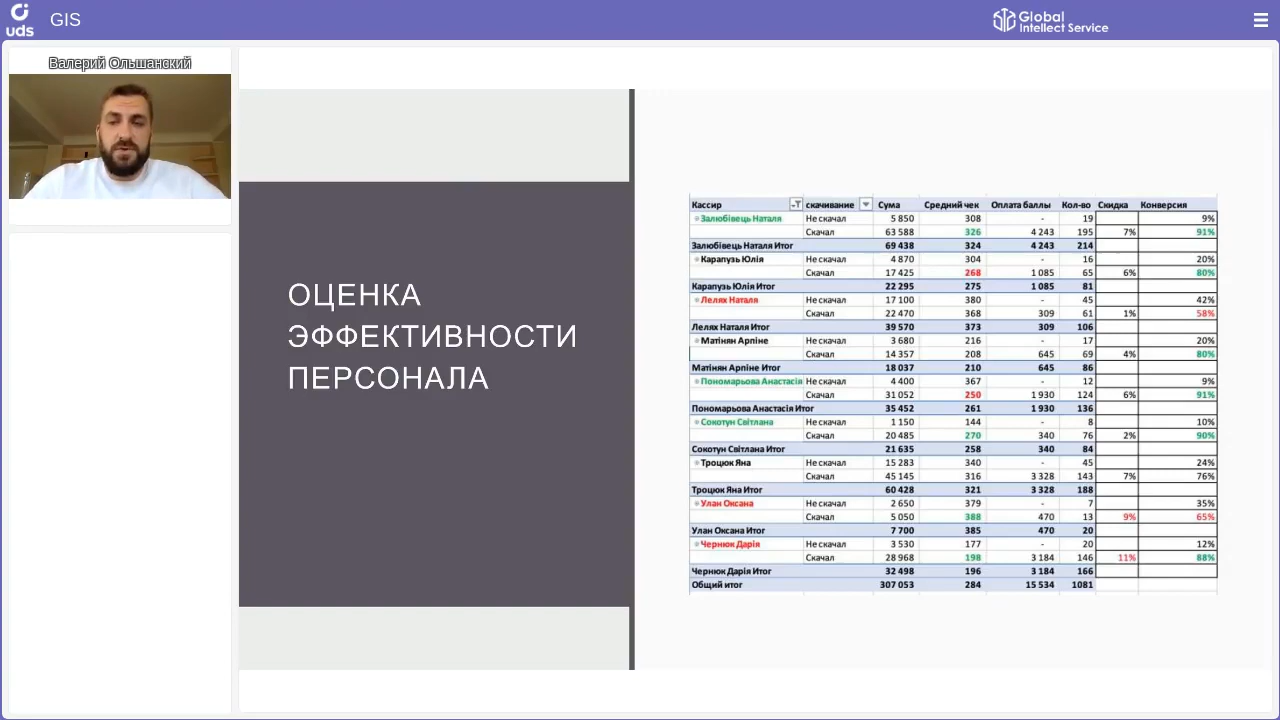 GIS
uds
Global
Intellect Service
Валерий Ольшанский
ОЦЕНКА
ЭФФЕКТИВНОСТИ
ПЕРСОНАЛА
Кассир скачивание Сума Средний чек Оплата баллы Кол-во Скидка Конверсия
Залюбівець Наталя Не скачал 5 850 308 - 19 9%
Скачал 63 588 326 4 243 195 7% 91%
Залюбівець Наталя Итог 69 438 324 4 243 214
Карапузь Юлія Не скачал 4 870 304 - 16 20%
Скачал 17 425 268 1 085 65 6% 80%
Карапузь Юлія Итог 22 295 275 1 085 81
Лелях Наталя Не скачал 17 100 380 - 45 42%
Скачал 22 470 368 309 61 1% 58%
Лелях Наталя Итог 39 570 373 309 106
Матінян Арпіне Не скачал 3 680 216 - 17 20%
Скачал 14 357 208 645 69 4% 80%
Матінян Арпіне Итог 18 037 210 645 86
Пономарьова Анастасія Не скачал 4 400 367 - 12 9%
Скачал 31 052 250 1 930 124 6% 91%
Пономарьова Анастасія Итог 35 452 261 1 930 136
Сокотун Світлана Не скачал 1 150 144 - 8 10%
Скачал 20 485 270 340 76 2% 90%
Сокотун Світлана Итог 21 635 258 340 84
Троцюк Яна Не скачал 15 283 340 - 45 24%
Скачал 45 145 316 3 328 143 7% 76%
Троцюк Яна Итог 60 428 321 3 328 188
Улан Оксана Не скачал 2 650 379 - 7 35%
Скачал 5 050 388 470 13 9% 65%
Улан Оксана Итог 7 700 385 470 20
Чернюк Дарія Не скачал 3 530 177 - 20 12%
Скачал 28 968 198 3 184 146 11% 88%
Чернюк Дарія Итог 32 498 196 3 184 166
Общий итог 307 053 284 15 534 1081